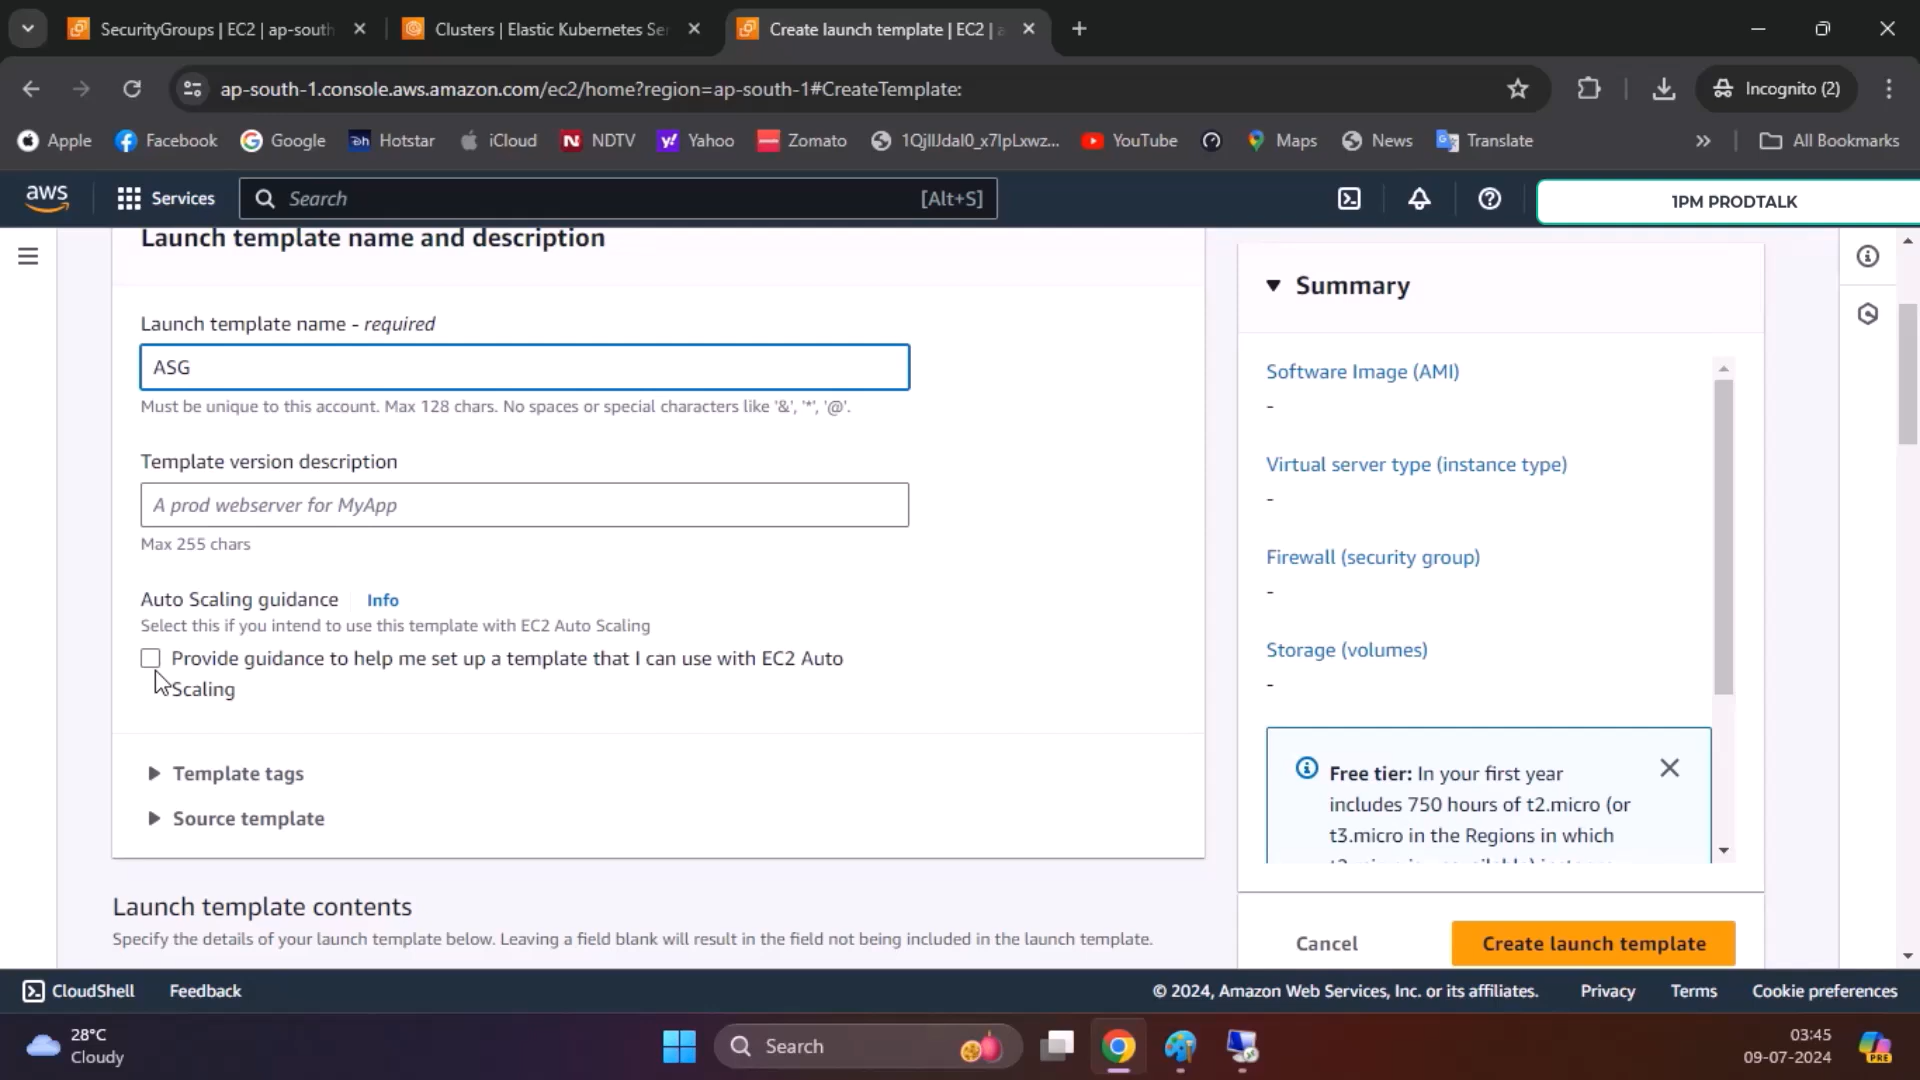 SecurityGroups | EC2 | ap-south
Clusters | Elastic Kubernetes Ser
Create launch template | EC2 | a
ap-south-1.console.aws.amazon.com/ec2/home?region=ap-south-1#CreateTemplate:
Incognito (2)
Apple
Facebook
Google
Hotstar
iCloud
NDTV
Yahoo
Zomato
YouTube
Maps
News
Translate
All Bookmarks
aws
Services
Search
[Alt+S]
1PM PRODTALK
Launch template name and description
Launch template name - required
ASG
Must be unique to this account. Max 128 chars. No spaces or special characters like '&', '*', '@'.
Template version description
A prod webserver for MyApp
Max 255 chars
Auto Scaling guidance
Info
Select this if you intend to use this template with EC2 Auto Scaling
Provide guidance to help me set up a template that I can use with EC2 Auto
Scaling
Template tags
Source template
Launch template contents
Specify the details of your launch template below. Leaving a field blank will result in the field not being included in the launch template.
Summary
Software Image (AMI)
-
Virtual server type (instance type)
-
Firewall (security group)
-
Storage (volumes)
-
Free tier: In your first year
includes 750 hours of t2.micro (or
t3.micro in the Regions in which
Cancel
Create launch template
CloudShell
Feedback
© 2024, Amazon Web Services, Inc. or its affiliates.
Privacy
Terms
Cookie preferences
28°C
Cloudy
Search
03:45
09-07-2024
PRE